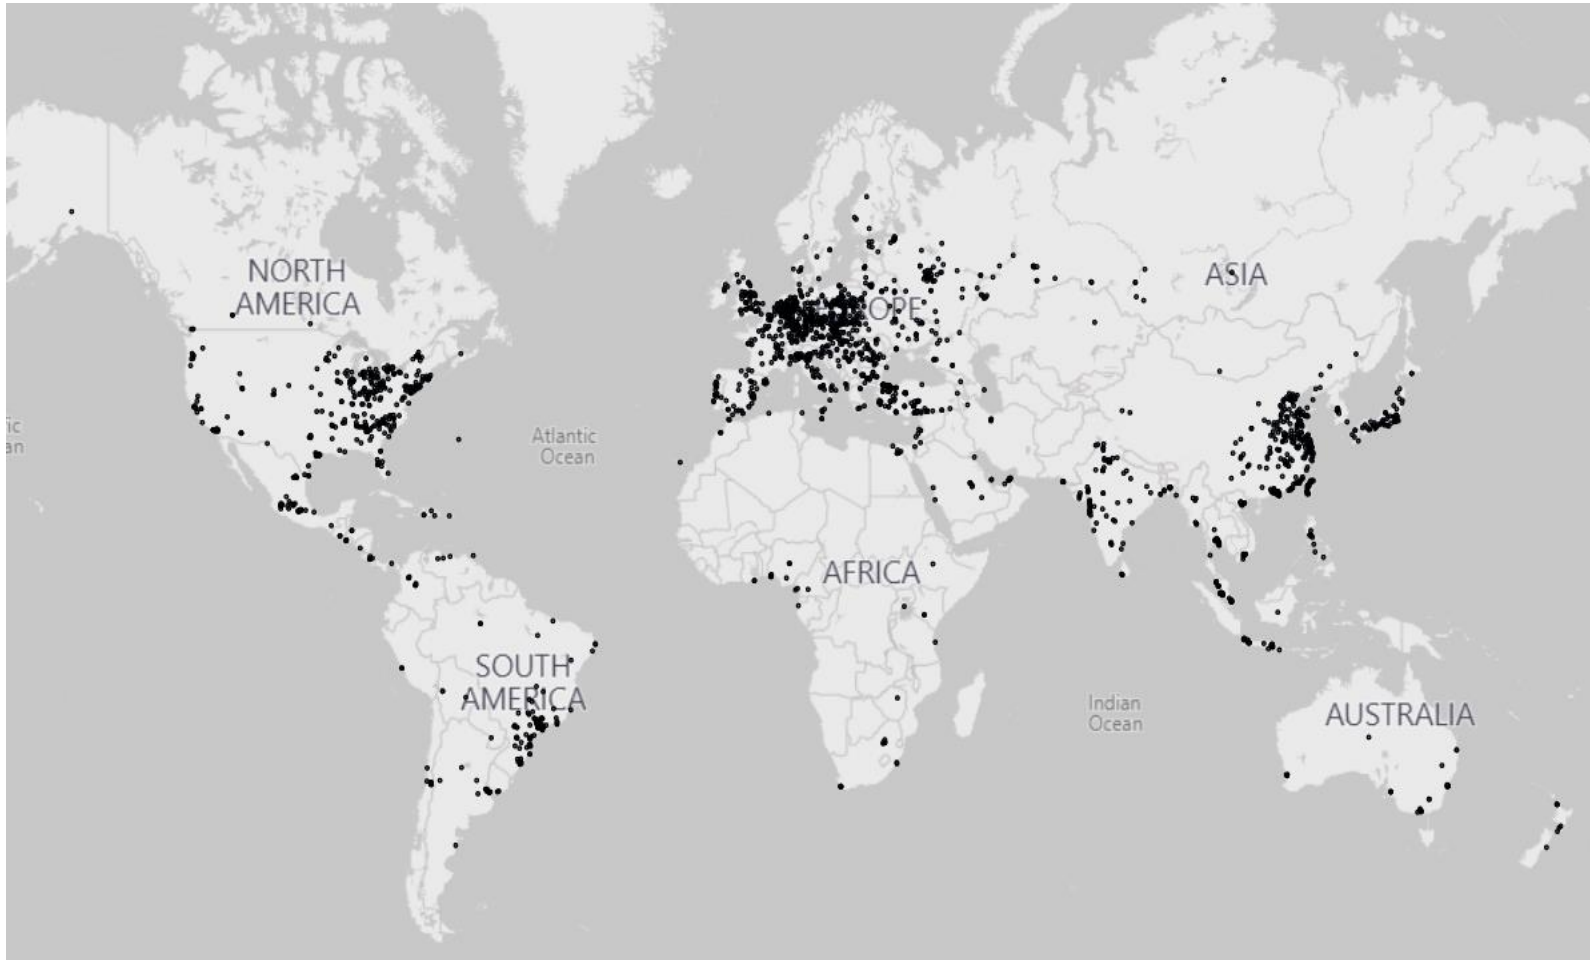 NORTH
AMERICA
ASIA
Atlantic
Ocean
AFRICA
SOUTH
AMERICA
Indian
Ocean
AUSTRALIA